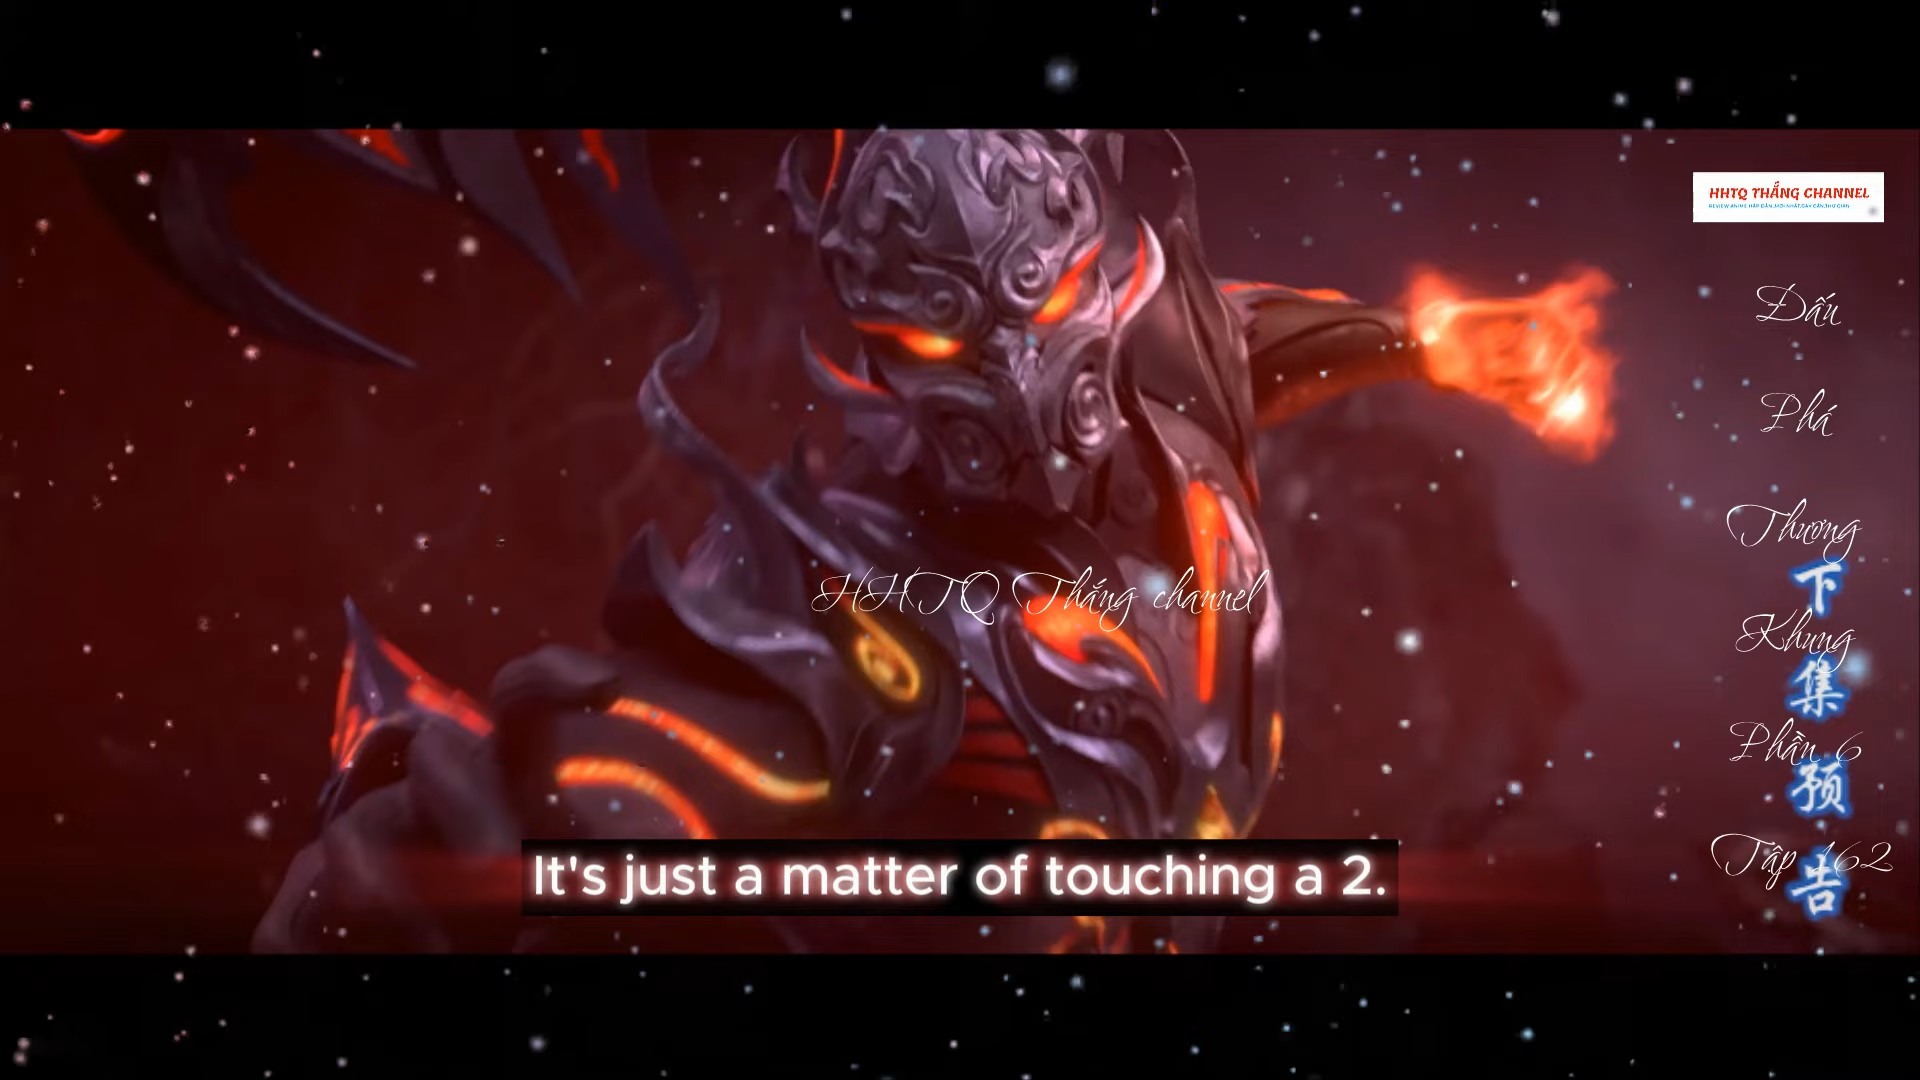 HHTQ THẮNG CHANNEL
Đấu
Phá
Thương
Khung
Phần 6
Tập 162
下集预告
HHTQ Thắng channel
It's just a matter of touching a 2.